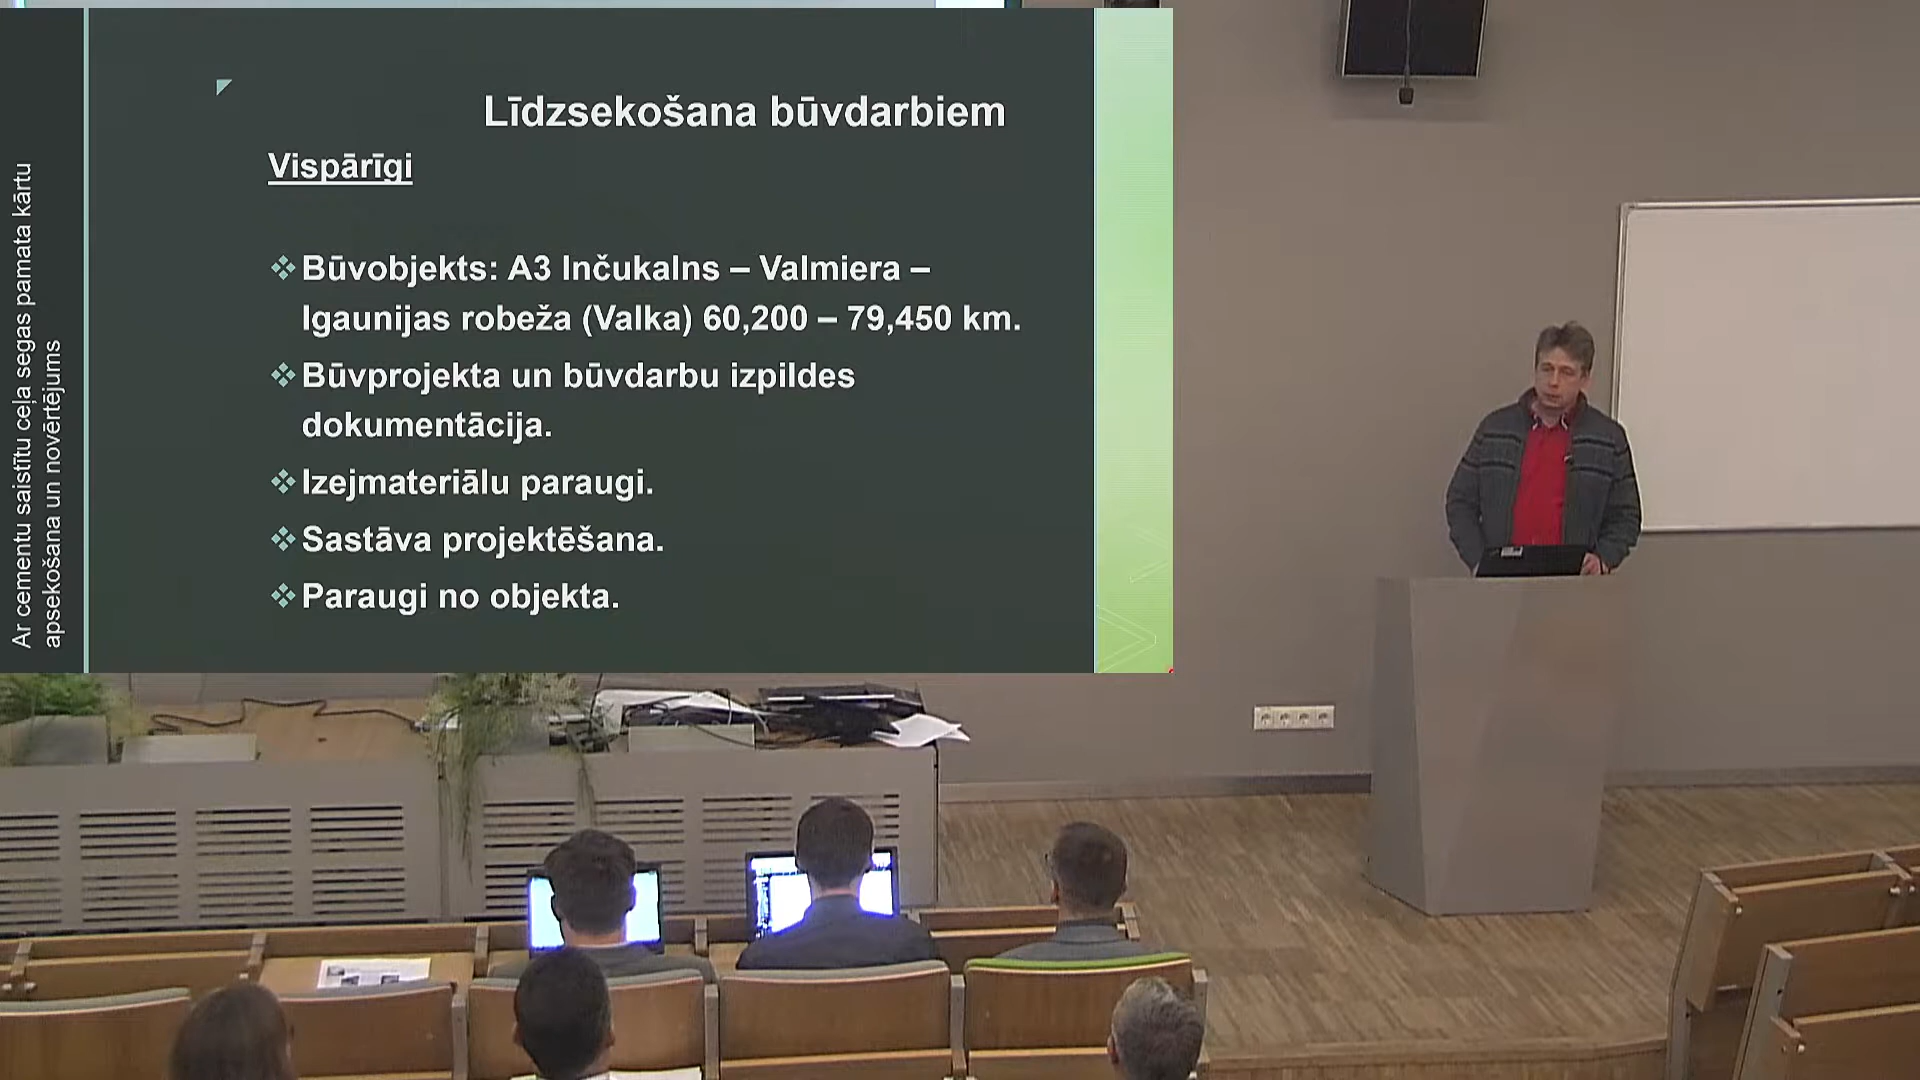 Ar cementu saistītu ceļa segas pamata kārtu
apsekošana un novērtējums
Līdzsekošana būvdarbiem
Vispārīgi
Būvobjekts: A3 Inčukalns – Valmiera –
Igaunijas robeža (Valka) 60,200 – 79,450 km.
Būvprojekta un būvdarbu izpildes
dokumentācija.
Izejmateriālu paraugi.
Sastāva projektēšana.
Paraugi no objekta.